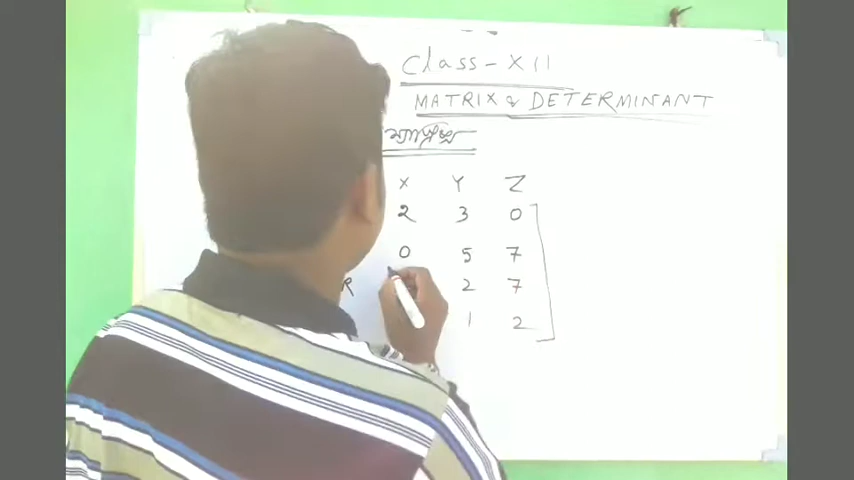 Class - XII
MATRIX & DETERMINANT
X Y Z
2 3 0
0 5 7
R 2 7
1 2